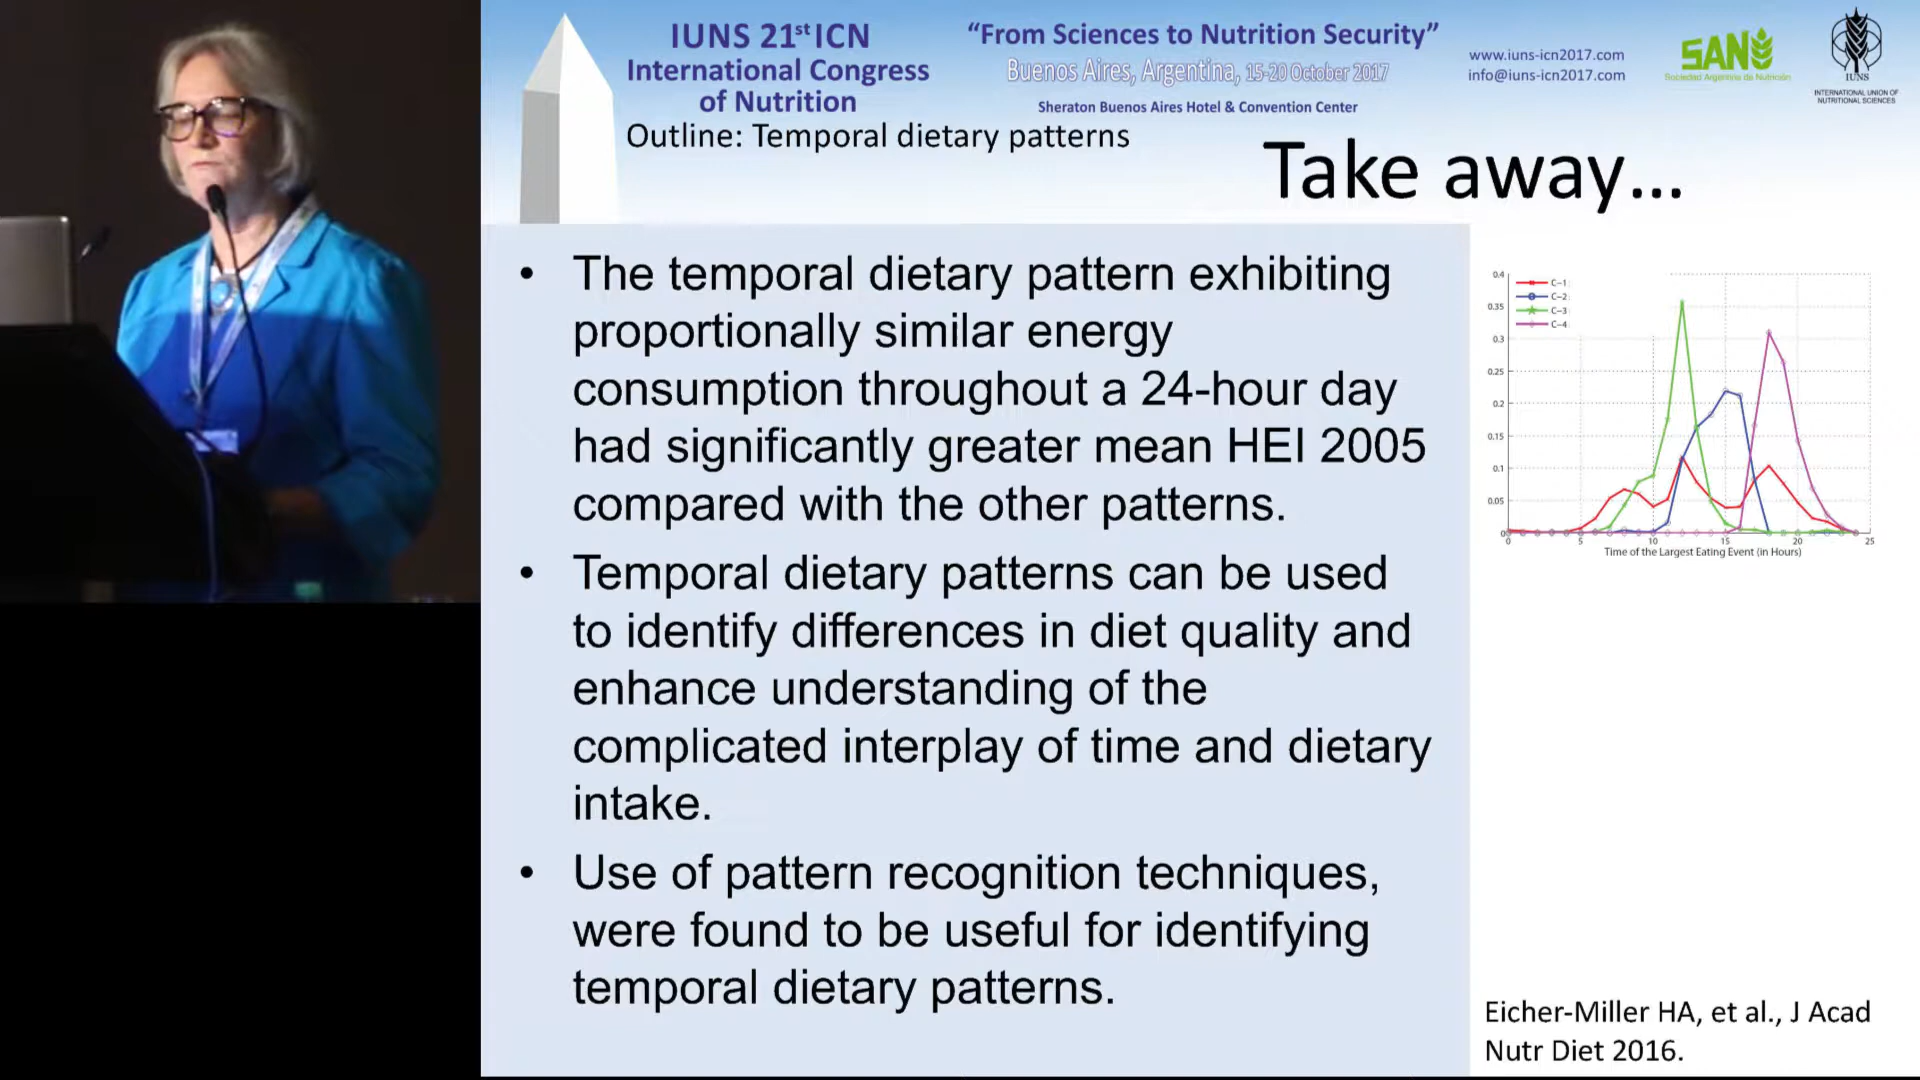 IUNS 21st ICN
International Congress
of Nutrition
“From Sciences to Nutrition Security”
Buenos Aires, Argentina, 15-20 October 2017
Sheraton Buenos Aires Hotel & Convention Center
www.iuns-icn2017.com
info@iuns-icn2017.com
SAN
Sociedad Argentina de Nutrición
IUNS
INTERNATIONAL UNION OF
NUTRITIONAL SCIENCES
Outline: Temporal dietary patterns
Take away...
• The temporal dietary pattern exhibiting
proportionally similar energy
consumption throughout a 24-hour day
had significantly greater mean HEI 2005
compared with the other patterns.
• Temporal dietary patterns can be used
to identify differences in diet quality and
enhance understanding of the
complicated interplay of time and dietary
intake.
• Use of pattern recognition techniques,
were found to be useful for identifying
temporal dietary patterns.
0.4
0.35
0.3
0.25
0.2
0.15
0.1
0.05
0
C-1
C-2
C-3
C-4
0 5 10 15 20 25
Time of the Largest Eating Event (in Hours)
Eicher-Miller HA, et al., J Acad
Nutr Diet 2016.